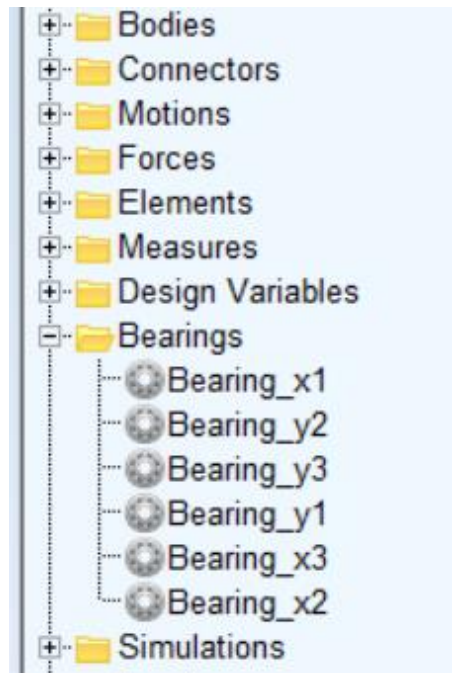 Bodies
Connectors
Motions
Forces
Elements
Measures
Design Variables
Bearings
Bearing_x1
Bearing_y2
Bearing_y3
Bearing_y1
Bearing_x3
Bearing_x2
Simulations